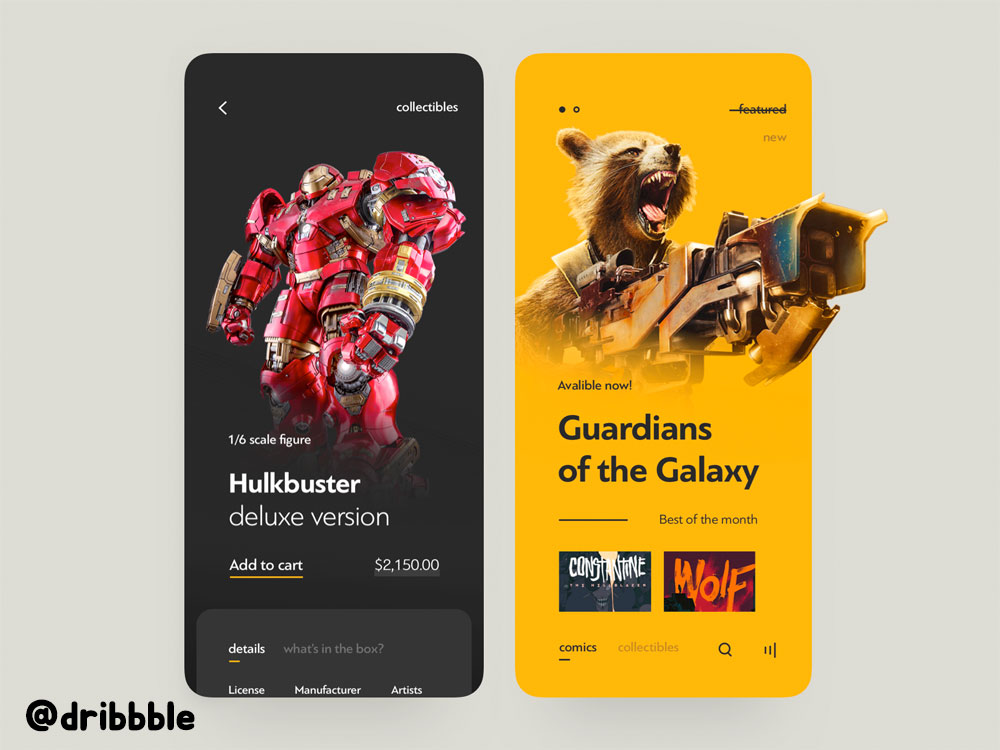 collectibles
1/6 scale figure
Hulkbuster
deluxe version
Add to cart
$2,150.00
details
what's in the box?
License
Manufacturer
Artists
featured
new
Avalible now!
Guardians
of the Galaxy
Best of the month
CONSTANTINE
THE HELLBLAZER
WOLF
comics
collectibles
@dribbble